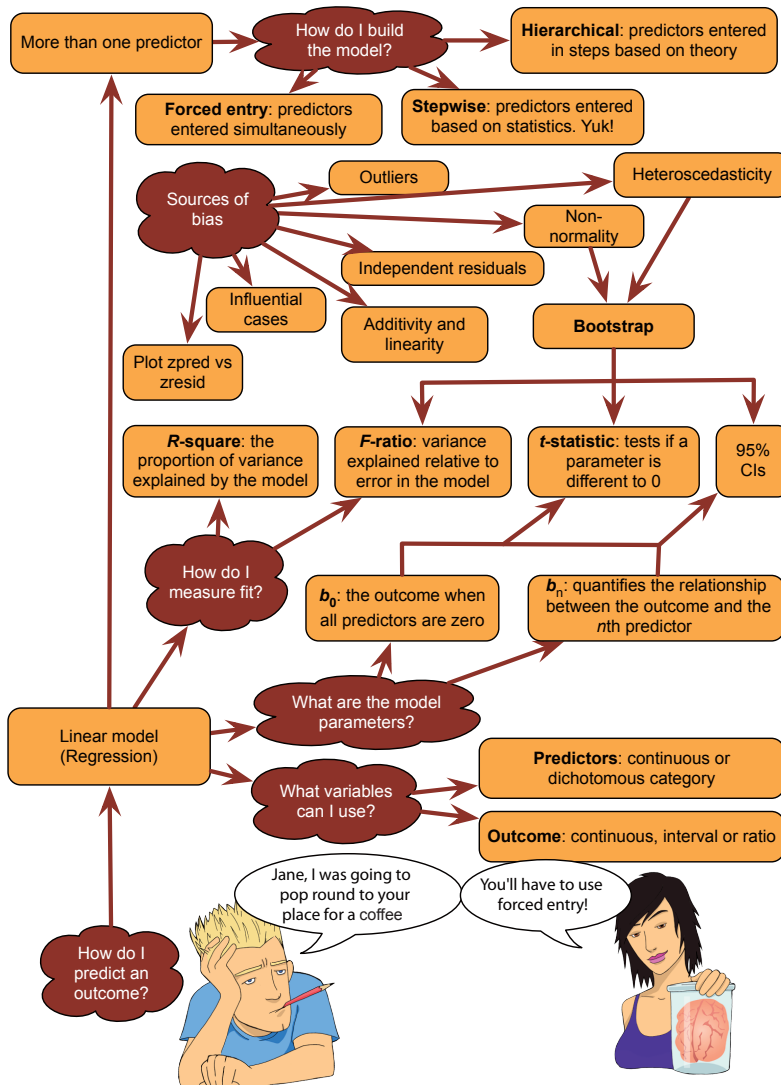 More than one predictor
How do I build
the model?
Hierarchical: predictors entered
in steps based on theory
Forced entry: predictors
entered simultaneously
Stepwise: predictors entered
based on statistics. Yuk!
Sources of
bias
Outliers
Heteroscedasticity
Non-
normality
Independent residuals
Influential
cases
Additivity and
linearity
Bootstrap
Plot zpred vs
zresid
R-square: the
proportion of variance
explained by the model
F-ratio: variance
explained relative to
error in the model
t-statistic: tests if a
parameter is
different to 0
95%
CIs
How do I
measure fit?
b0: the outcome when
all predictors are zero
bn: quantifies the relationship
between the outcome and the
nth predictor
What are the model
parameters?
Linear model
(Regression)
What variables
can I use?
Predictors: continuous or
dichotomous category
Outcome: continuous, interval or ratio
Jane, I was going to
pop round to your
place for a coffee
You'll have to use
forced entry!
How do I
predict an
outcome?